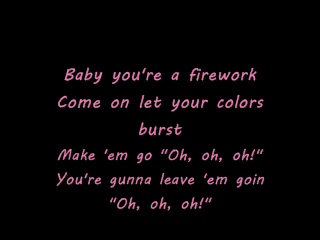 Baby you're a firework
Come on let your colors
burst
Make 'em go "Oh, oh, oh!"
You're gunna leave 'em goin
"Oh, oh, oh!"